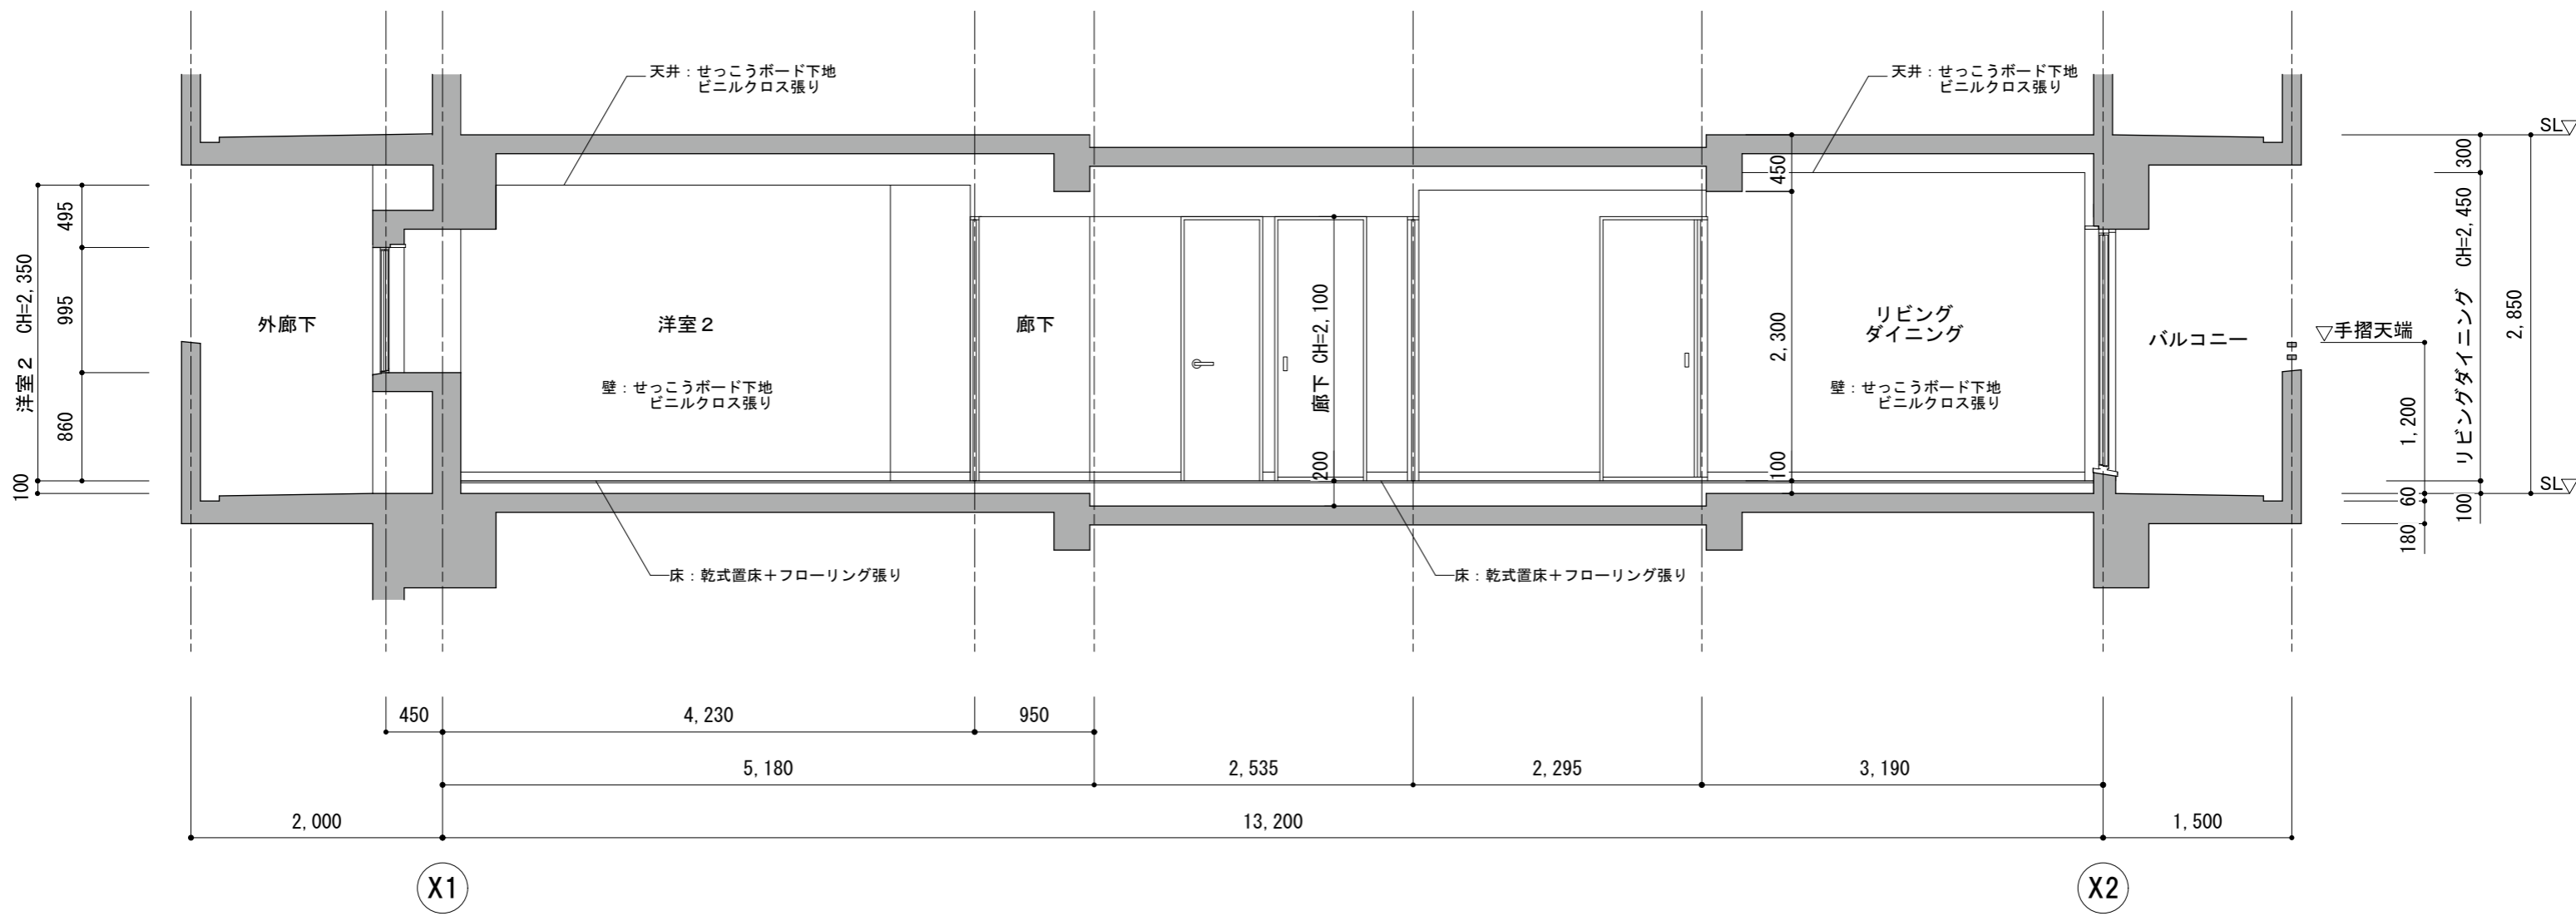 天井：せっこうボード下地
ビニルクロス張り
天井：せっこうボード下地
ビニルクロス張り
SL▽
洋室２ CH=2,350
495
995
860
100
外廊下
洋室２
壁：せっこうボード下地
ビニルクロス張り
廊下
廊下 CH=2,100
200
450
2,300
100
リビング
ダイニング
壁：せっこうボード下地
ビニルクロス張り
バルコニー
▽手摺天端
1,200
60
180
300
リビングダイニング CH=2,450
100
2,850
SL▽
床：乾式置床＋フローリング張り
床：乾式置床＋フローリング張り
450
4,230
950
5,180
2,535
2,295
3,190
2,000
13,200
1,500
X1
X2